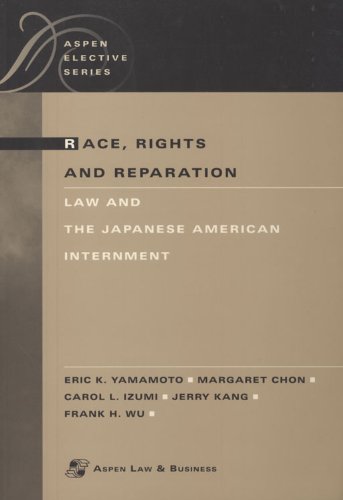 ASPEN
ELECTIVE
SERIES
RACE, RIGHTS
AND REPARATION
LAW AND
THE JAPANESE AMERICAN
INTERNMENT
ERIC K. YAMAMOTO ■ MARGARET CHON ■
CAROL L. IZUMI ■ JERRY KANG ■
FRANK H. WU ■
ASPEN LAW & BUSINESS